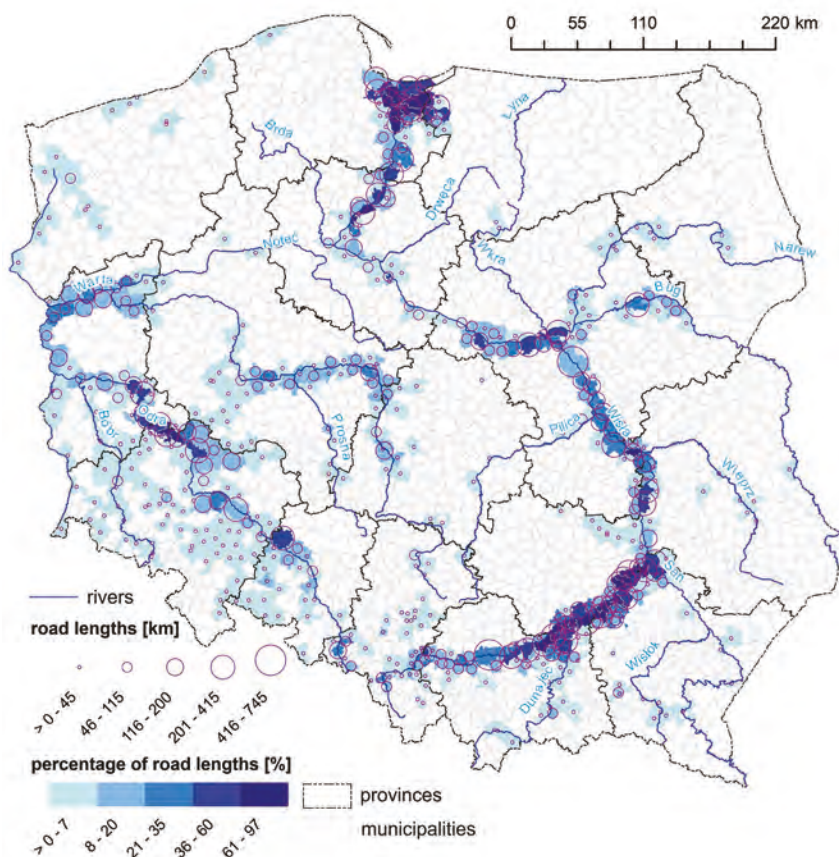 0 55 110 220 km
Brda
Łyna
Drwęca
Noteć
Wkra
Narew
Warta
Bug
Odra
Bóbr
Prosna
Wisła
Pilica
Wieprz
San
Wisłok
Dunajec
rivers
road lengths [km]
> 0 - 45
46 - 115
116 - 200
201 - 415
416 - 745
percentage of road lengths [%]
> 0 - 7
8 - 20
21 - 35
36 - 60
61 - 97
provinces
municipalities